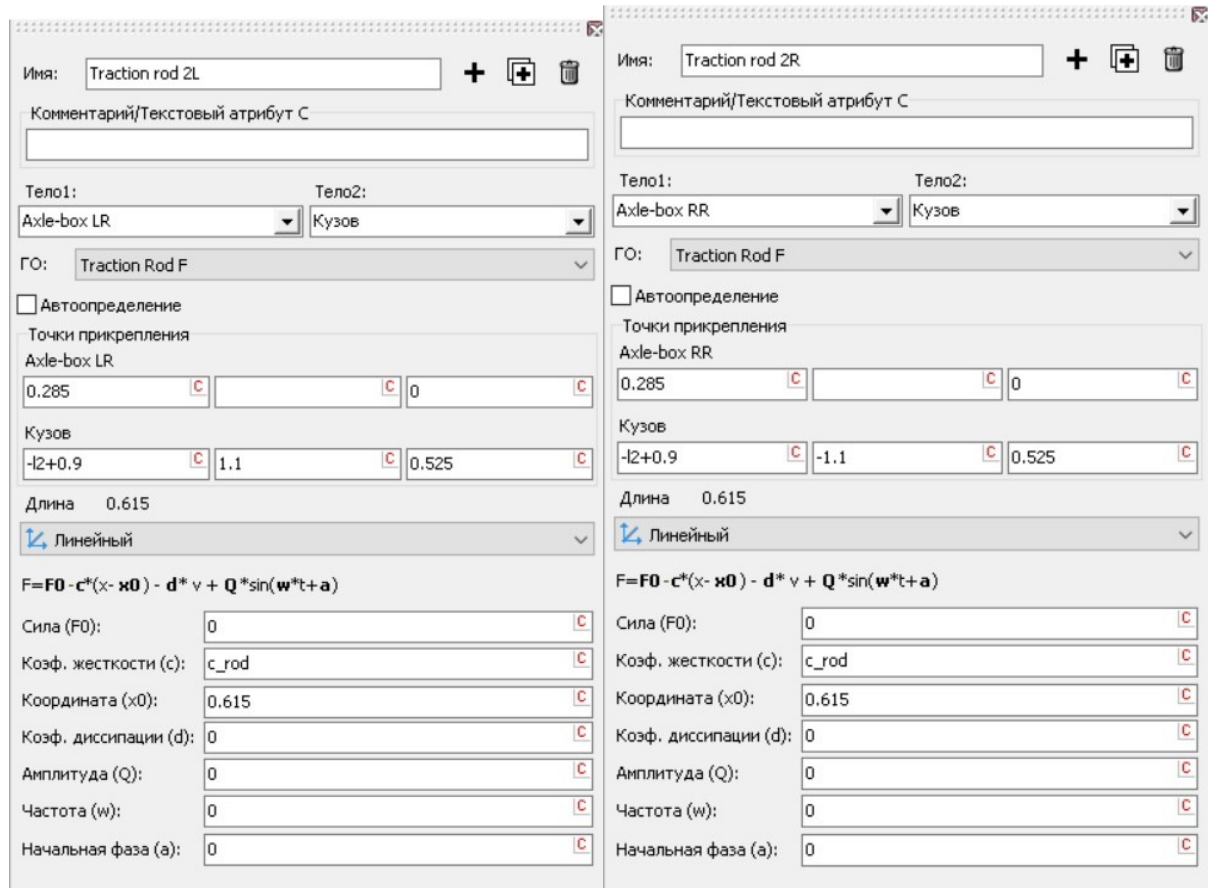 Имя: Traction rod 2L
Комментарий/Текстовый атрибут C
Тело1: Тело2:
Axle-box LR Кузов
ГО: Traction Rod F
Автоопределение
Точки прикрепления
Axle-box LR
0.285 C C 0 C
Кузов
-l2+0.9 C 1.1 C 0.525 C
Длина 0.615
Линейный
F=F0-c*(x-x0) - d* v + Q*sin(w*t+a)
Сила (F0): 0 C
Коэф. жесткости (c): c_rod C
Координата (x0): 0.615 C
Коэф. диссипации (d): 0 C
Амплитуда (Q): 0 C
Частота (w): 0 C
Начальная фаза (a): 0 C
Имя: Traction rod 2R
Комментарий/Текстовый атрибут C
Тело1: Тело2:
Axle-box RR Кузов
ГО: Traction Rod F
Автоопределение
Точки прикрепления
Axle-box RR
0.285 C C 0 C
Кузов
-l2+0.9 C -1.1 C 0.525 C
Длина 0.615
Линейный
F=F0-c*(x-x0) - d* v + Q*sin(w*t+a)
Сила (F0): 0 C
Коэф. жесткости (c): c_rod C
Координата (x0): 0.615 C
Коэф. диссипации (d): 0 C
Амплитуда (Q): 0 C
Частота (w): 0 C
Начальная фаза (a): 0 C